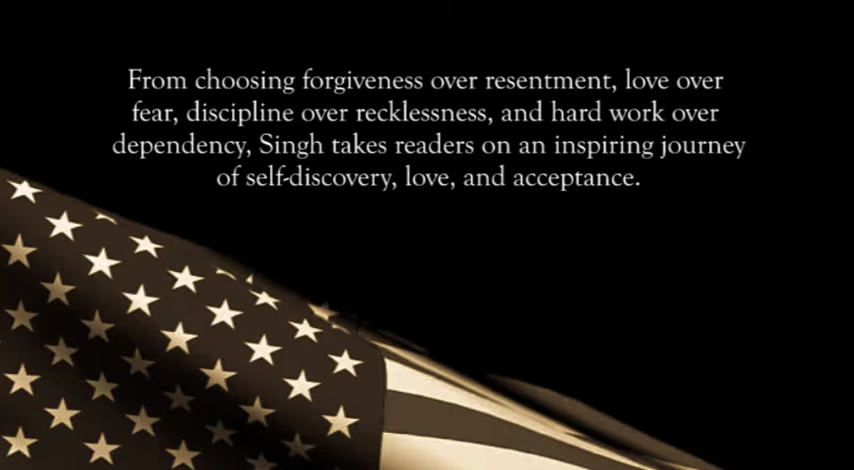 From choosing forgiveness over resentment, love over
fear, discipline over recklessness, and hard work over
dependency, Singh takes readers on an inspiring journey
of self-discovery, love, and acceptance.